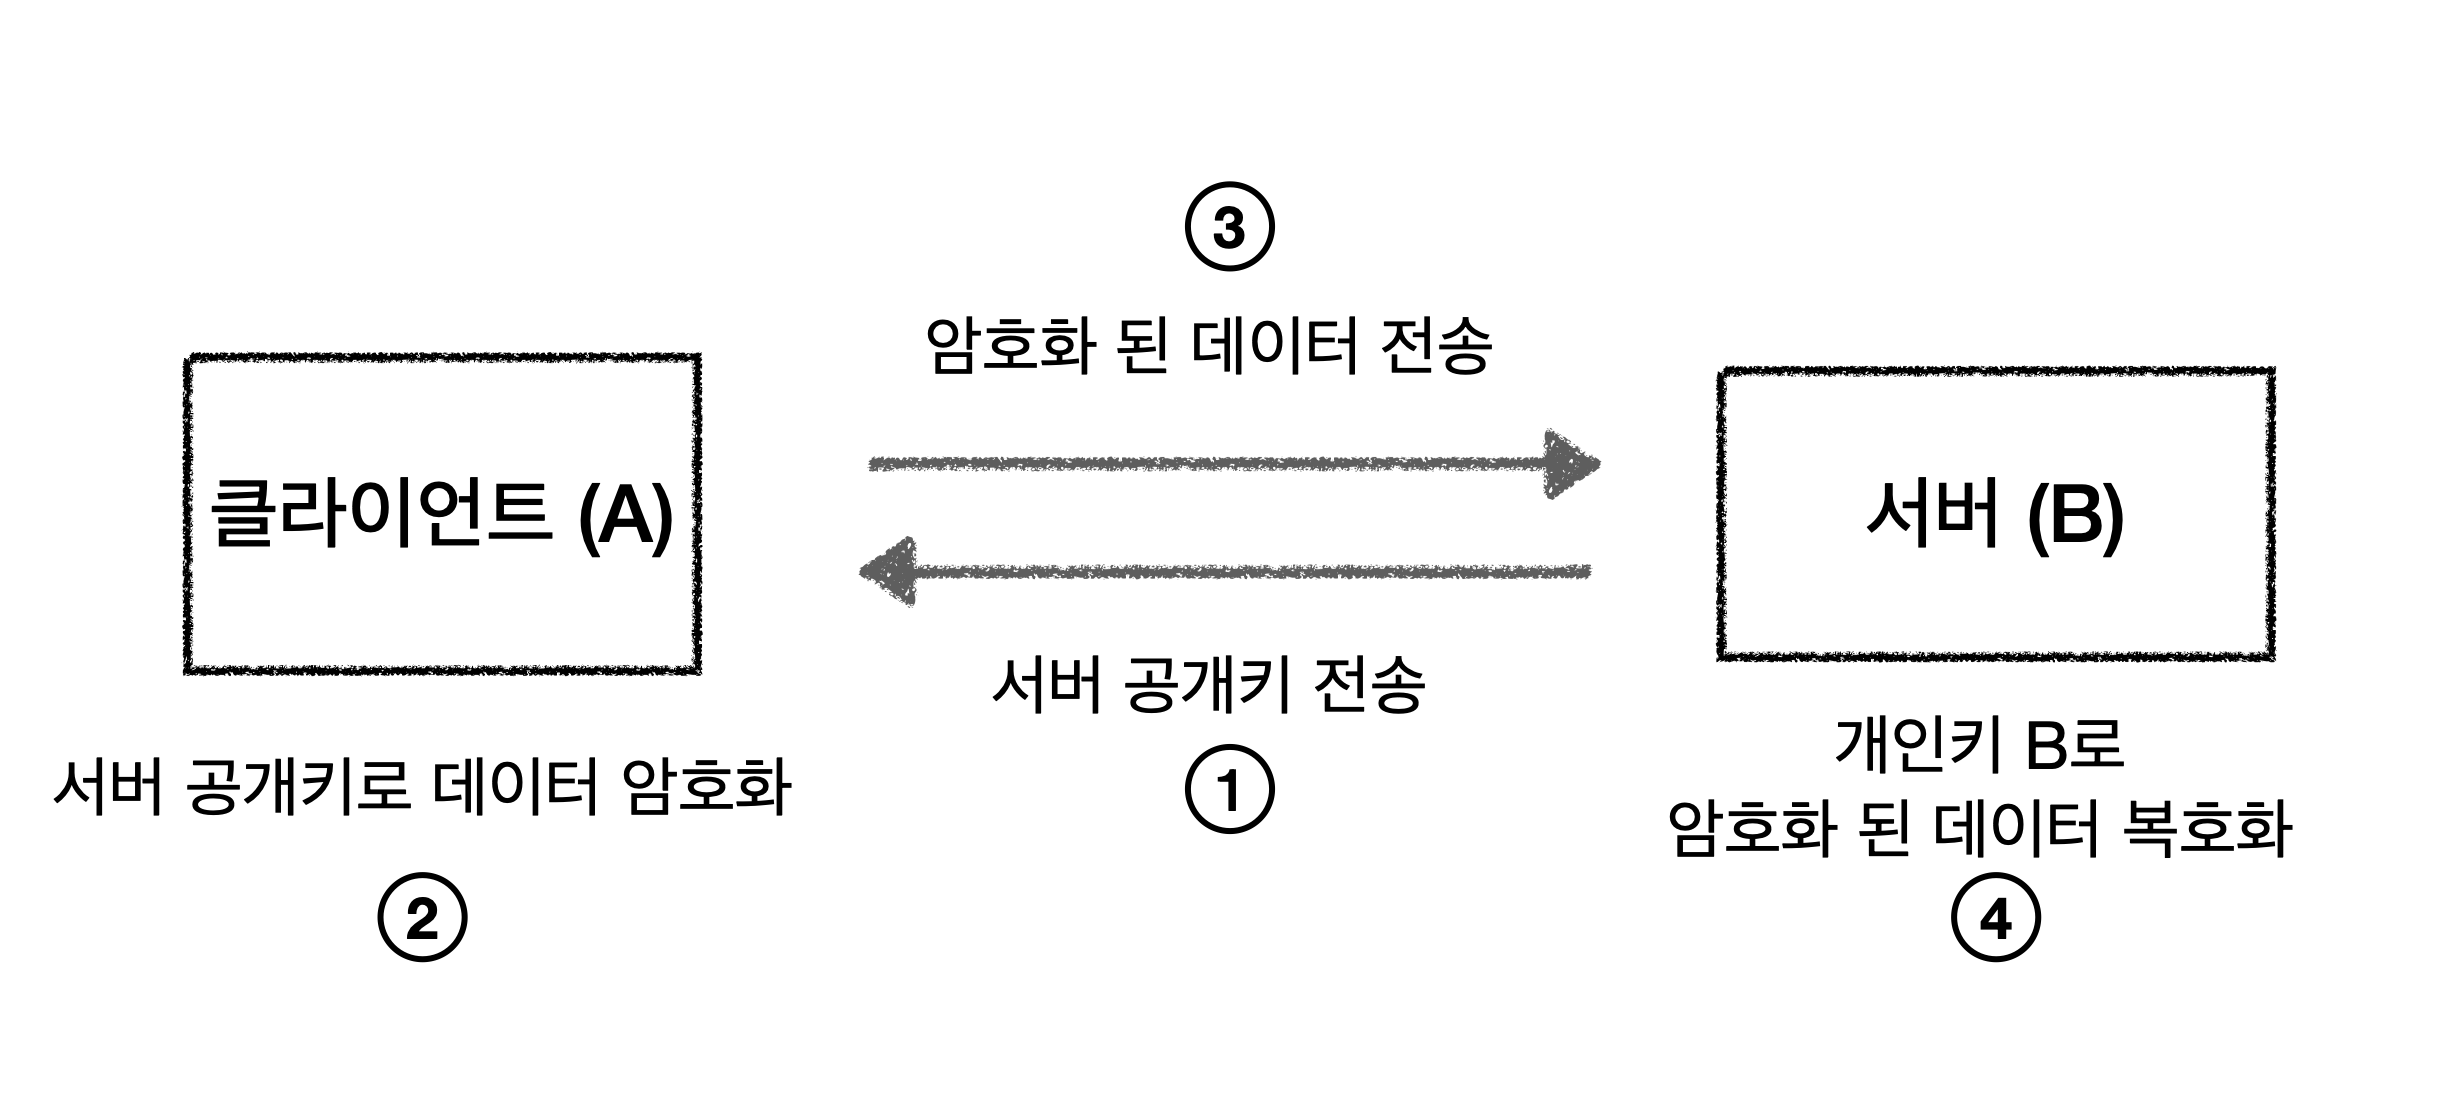 ③
암호화 된 데이터 전송
클라이언트 (A)
서버 (B)
서버 공개키 전송
①
서버 공개키로 데이터 암호화
②
개인키 B로
암호화 된 데이터 복호화
④